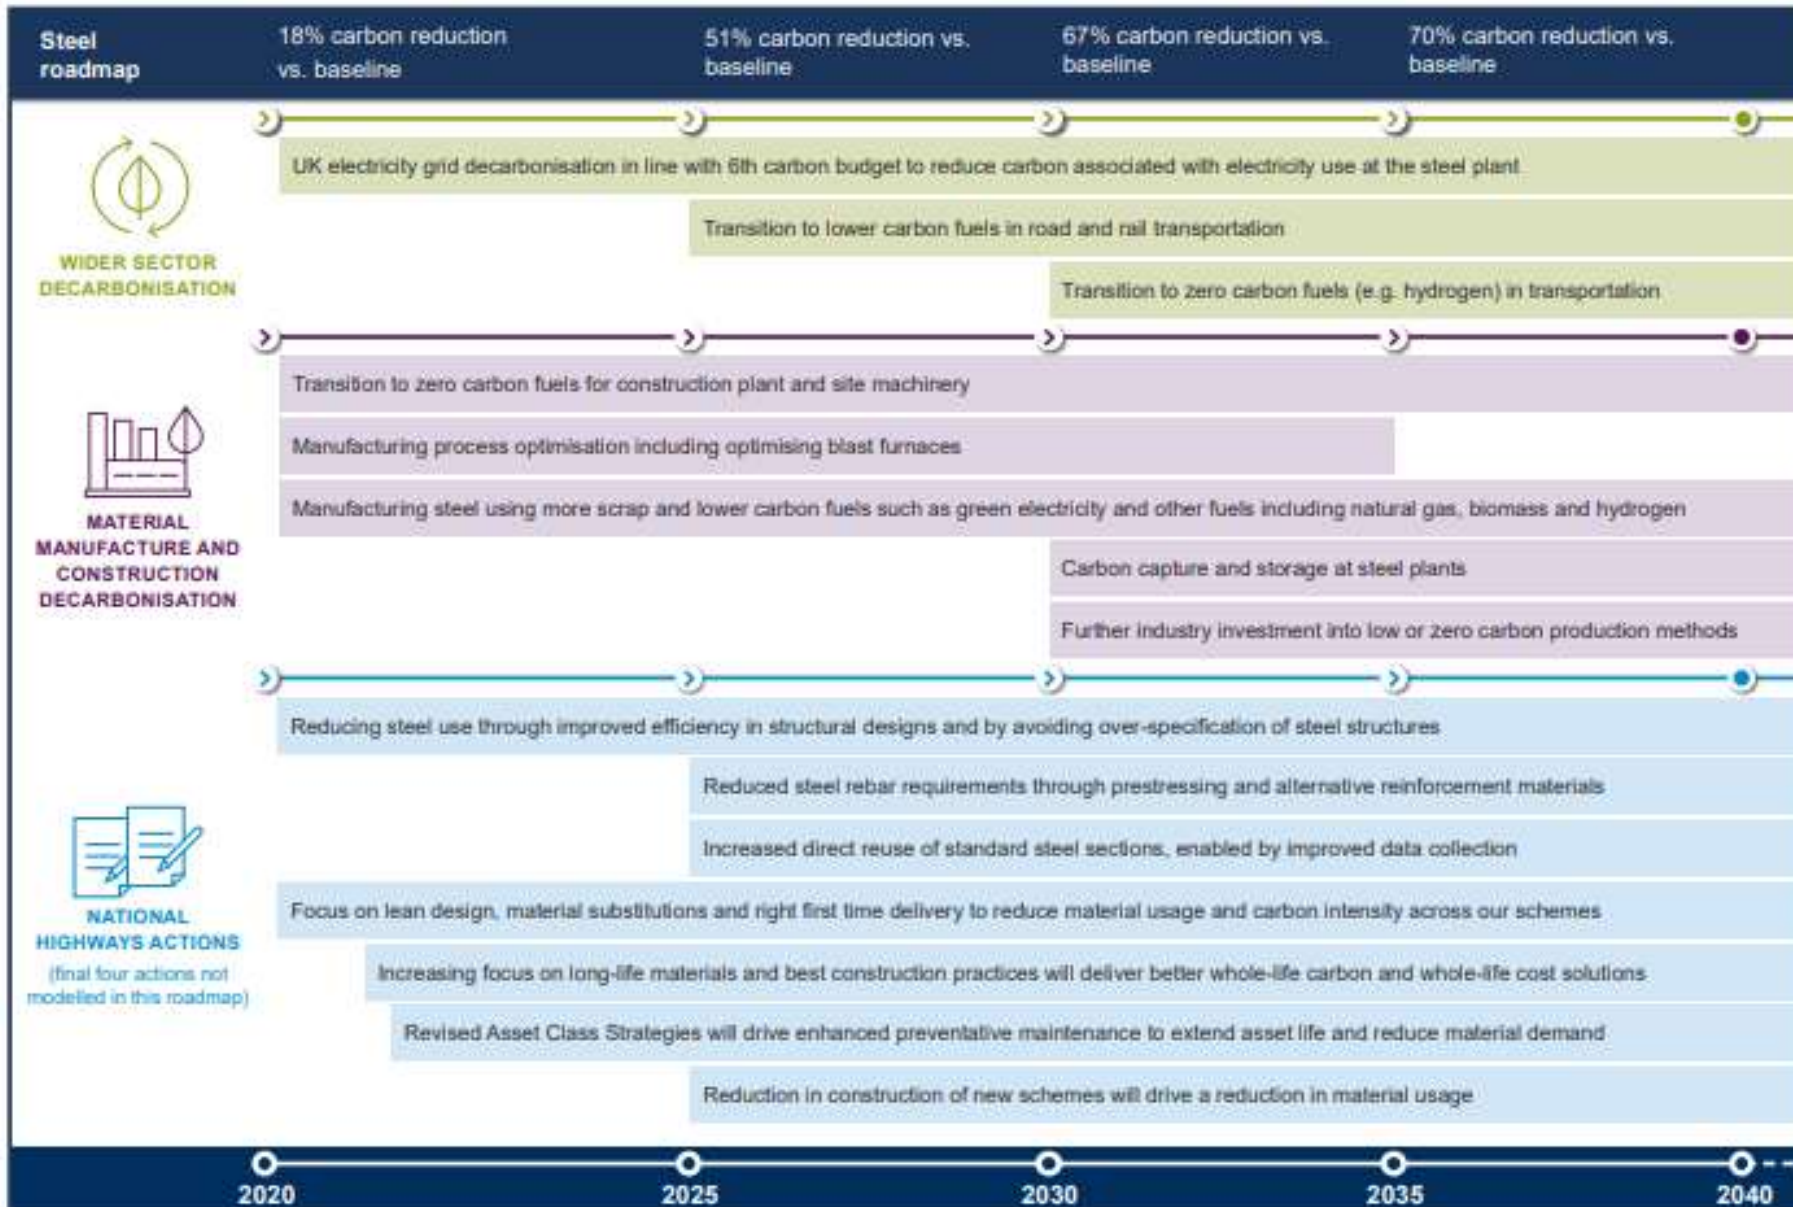 Steel
roadmap
18% carbon reduction
vs. baseline
51% carbon reduction vs.
baseline
67% carbon reduction vs.
baseline
70% carbon reduction vs.
baseline
WIDER SECTOR
DECARBONISATION
UK electricity grid decarbonisation in line with 6th carbon budget to reduce carbon associated with electricity use at the steel plant
Transition to lower carbon fuels in road and rail transportation
Transition to zero carbon fuels (e.g. hydrogen) in transportation
MATERIAL
MANUFACTURE AND
CONSTRUCTION
DECARBONISATION
Transition to zero carbon fuels for construction plant and site machinery
Manufacturing process optimisation including optimising blast furnaces
Manufacturing steel using more scrap and lower carbon fuels such as green electricity and other fuels including natural gas, biomass and hydrogen
Carbon capture and storage at steel plants
Further industry investment into low or zero carbon production methods
NATIONAL
HIGHWAYS ACTIONS
(final four actions not
modelled in this roadmap)
Reducing steel use through improved efficiency in structural designs and by avoiding over-specification of steel structures
Reduced steel rebar requirements through prestressing and alternative reinforcement materials
Increased direct reuse of standard steel sections, enabled by improved data collection
Focus on lean design, material substitutions and right first time delivery to reduce material usage and carbon intensity across our schemes
Increasing focus on long-life materials and best construction practices will deliver better whole-life carbon and whole-life cost solutions
Revised Asset Class Strategies will drive enhanced preventative maintenance to extend asset life and reduce material demand
Reduction in construction of new schemes will drive a reduction in material usage
2020
2025
2030
2035
2040